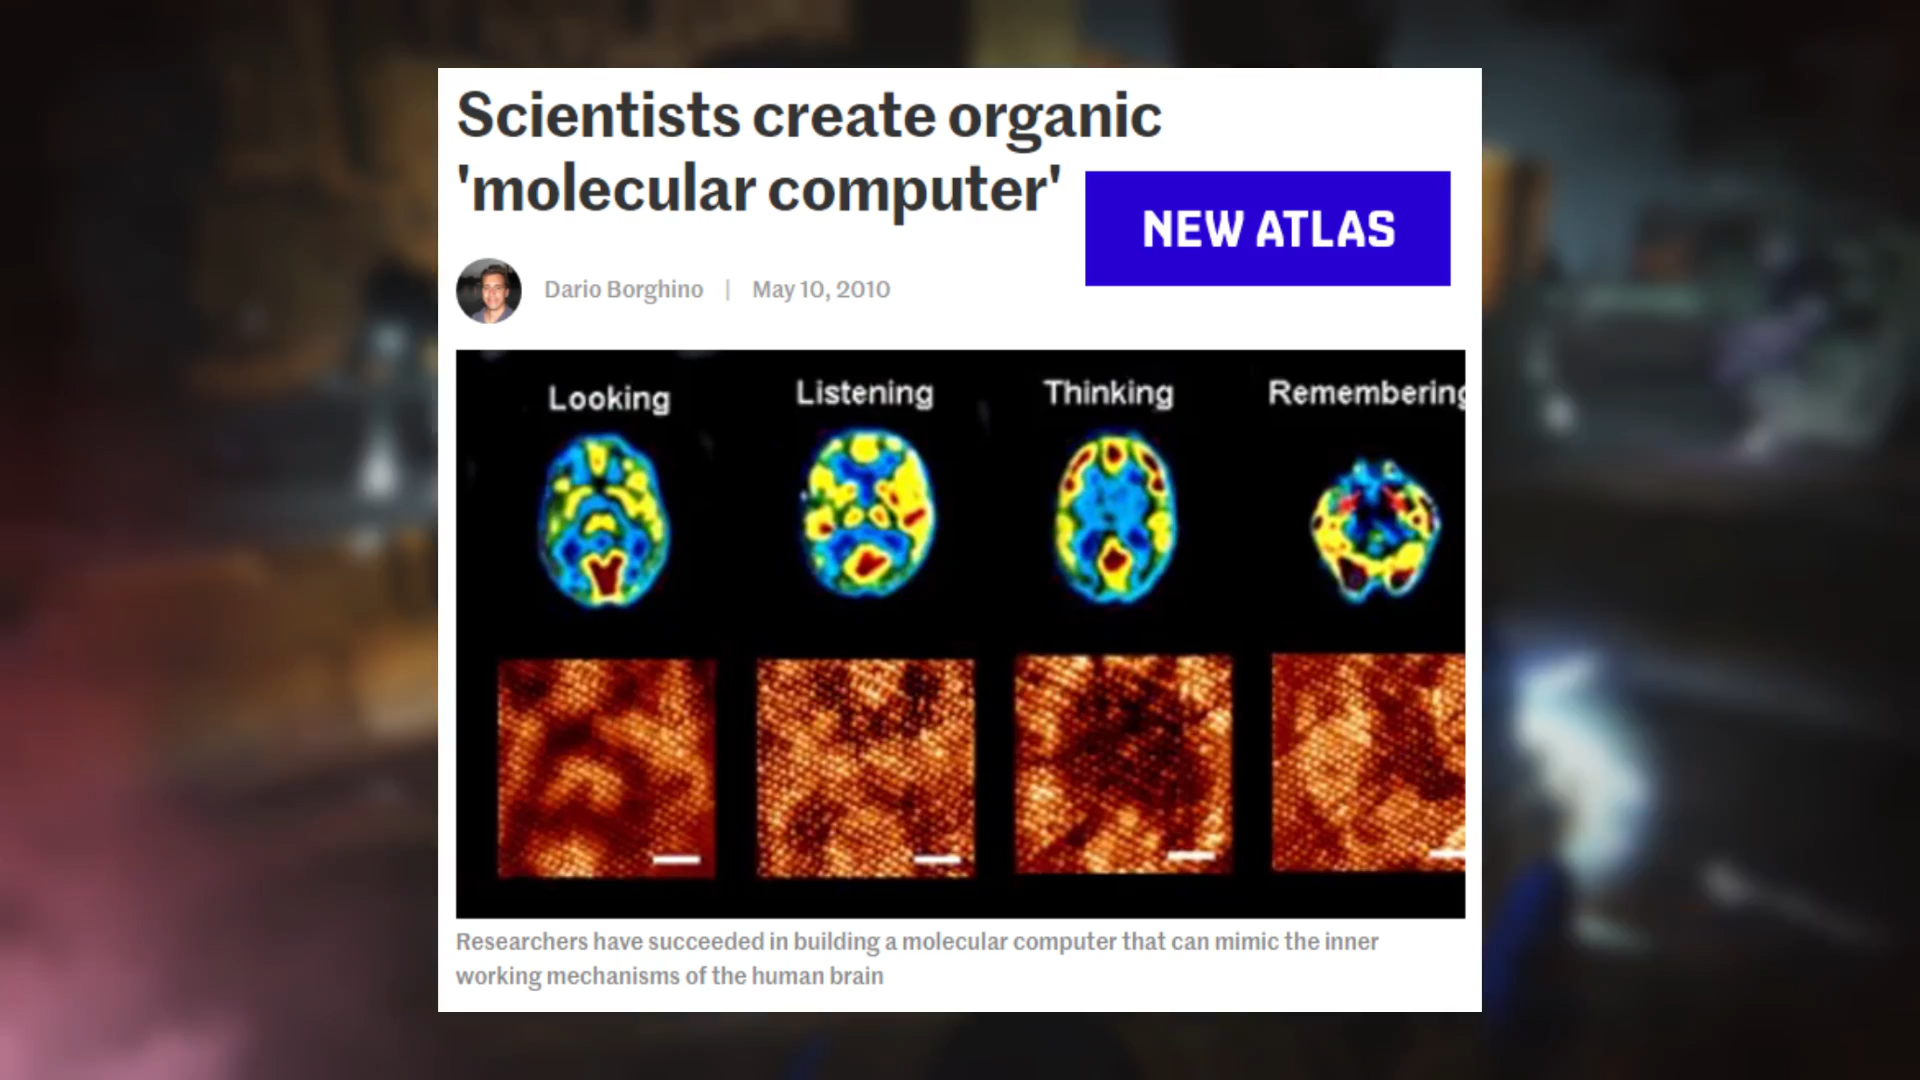 Scientists create organic
'molecular computer'
NEW ATLAS
Dario Borghino | May 10, 2010
Looking Listening Thinking Remembering
Researchers have succeeded in building a molecular computer that can mimic the inner
working mechanisms of the human brain